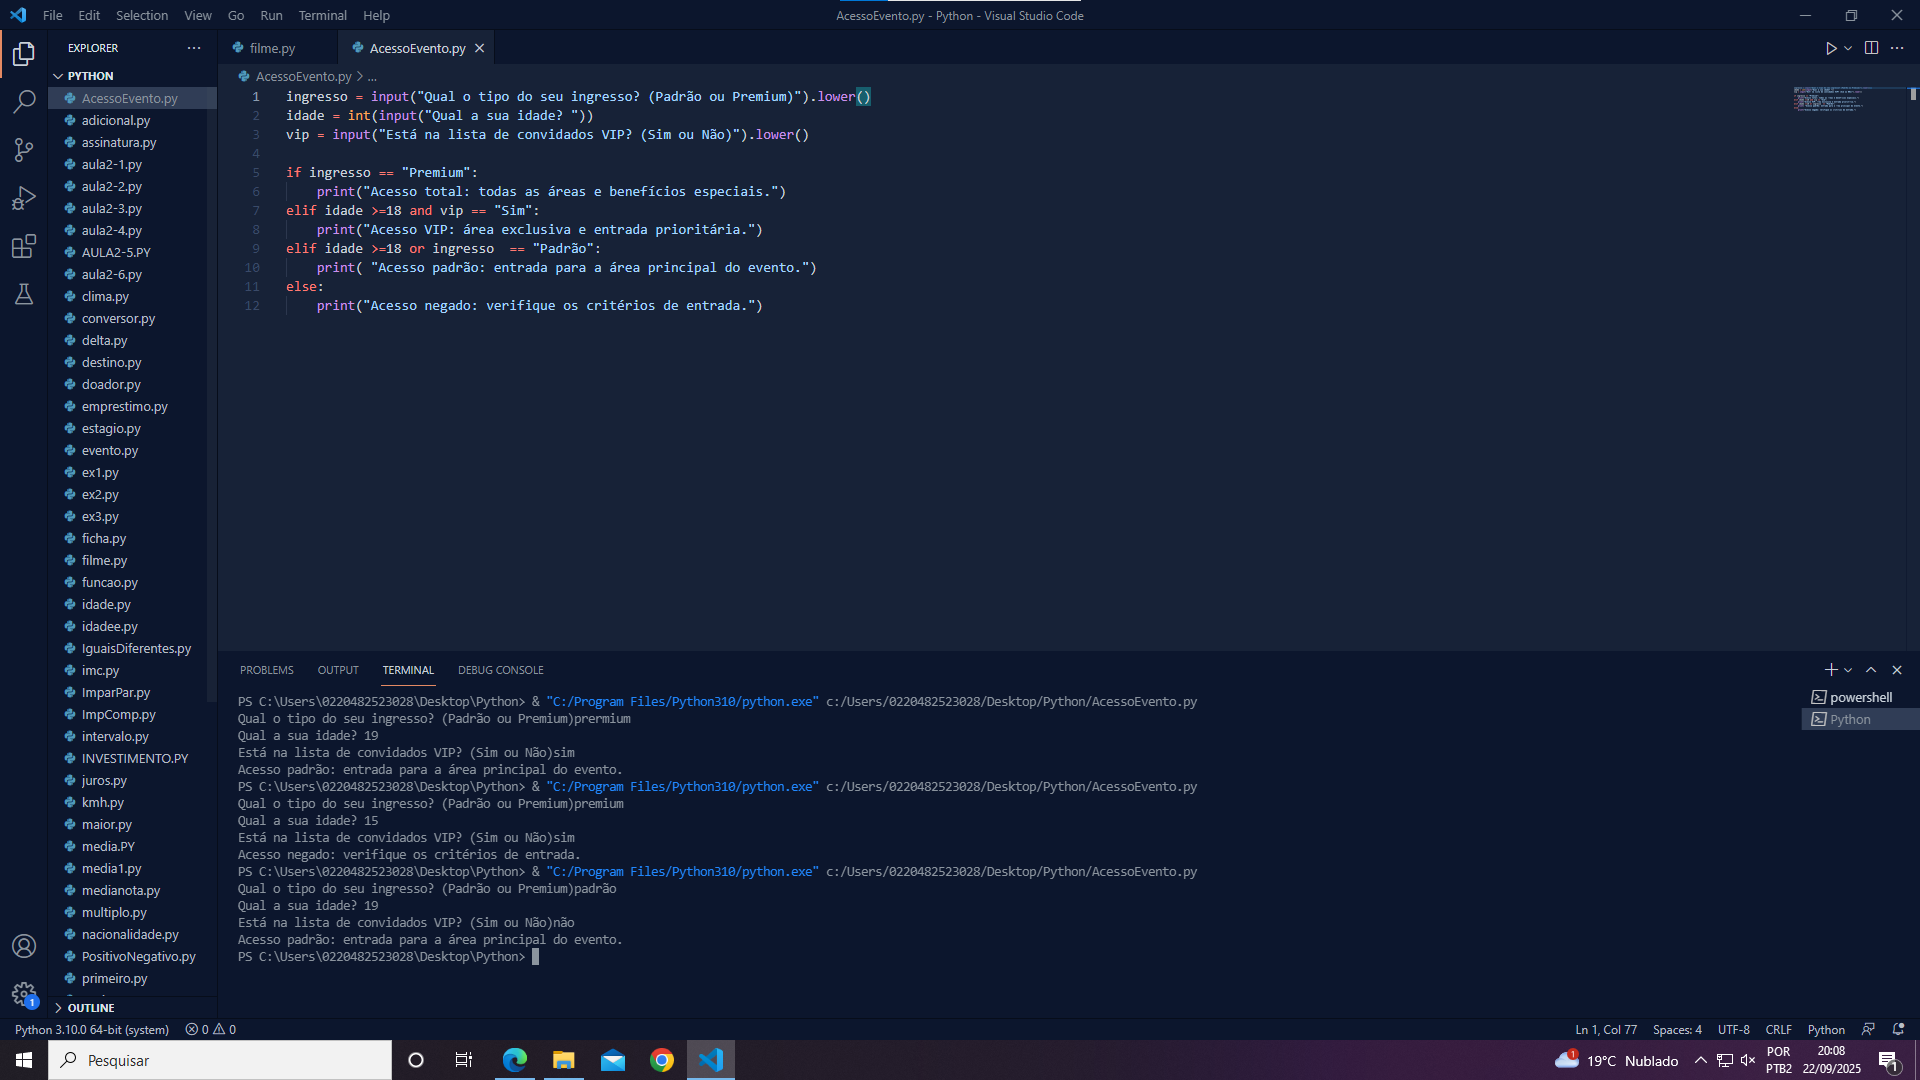 File Edit Selection View Go Run Terminal Help
AcessoEvento.py - Python - Visual Studio Code
EXPLORER
PYTHON
AcessoEvento.py
adicional.py
assinatura.py
aula2-1.py
aula2-2.py
aula2-3.py
aula2-4.py
AULA2-5.PY
aula2-6.py
clima.py
conversor.py
delta.py
destino.py
doador.py
emprestimo.py
estagio.py
evento.py
ex1.py
ex2.py
ex3.py
ficha.py
filme.py
funcao.py
idade.py
idadee.py
IguaisDiferentes.py
imc.py
ImparPar.py
ImpComp.py
intervalo.py
INVESTIMENTO.PY
juros.py
kmh.py
maior.py
media.PY
media1.py
medianota.py
multiplo.py
nacionalidade.py
PositivoNegativo.py
primeiro.py
OUTLINE
filme.py AcessoEvento.py
AcessoEvento.py > ...
1 ingresso = input("Qual o tipo do seu ingresso? (Padrão ou Premium)").lower()
2 idade = int(input("Qual a sua idade? "))
3 vip = input("Está na lista de convidados VIP? (Sim ou Não)").lower()
4
5 if ingresso == "Premium":
6     print("Acesso total: todas as áreas e benefícios especiais.")
7 elif idade >=18 and vip == "Sim":
8     print("Acesso VIP: área exclusiva e entrada prioritária.")
9 elif idade >=18 or ingresso  == "Padrão":
10     print( "Acesso padrão: entrada para a área principal do evento.")
11 else:
12     print("Acesso negado: verifique os critérios de entrada.")
PROBLEMS OUTPUT TERMINAL DEBUG CONSOLE
powershell
Python
PS C:\Users\0220482523028\Desktop\Python> & "C:/Program Files/Python310/python.exe" c:/Users/0220482523028/Desktop/Python/AcessoEvento.py
Qual o tipo do seu ingresso? (Padrão ou Premium)prermium
Qual a sua idade? 19
Está na lista de convidados VIP? (Sim ou Não)sim
Acesso padrão: entrada para a área principal do evento.
PS C:\Users\0220482523028\Desktop\Python> & "C:/Program Files/Python310/python.exe" c:/Users/0220482523028/Desktop/Python/AcessoEvento.py
Qual o tipo do seu ingresso? (Padrão ou Premium)premium
Qual a sua idade? 15
Está na lista de convidados VIP? (Sim ou Não)sim
Acesso negado: verifique os critérios de entrada.
PS C:\Users\0220482523028\Desktop\Python> & "C:/Program Files/Python310/python.exe" c:/Users/0220482523028/Desktop/Python/AcessoEvento.py
Qual o tipo do seu ingresso? (Padrão ou Premium)padrão
Qual a sua idade? 19
Está na lista de convidados VIP? (Sim ou Não)não
Acesso padrão: entrada para a área principal do evento.
PS C:\Users\0220482523028\Desktop\Python>
1
Python 3.10.0 64-bit (system) 0 0
Ln 1, Col 77 Spaces: 4 UTF-8 CRLF Python
Pesquisar
1 19°C Nublado
POR
PTB2
20:08
22/09/2025
1